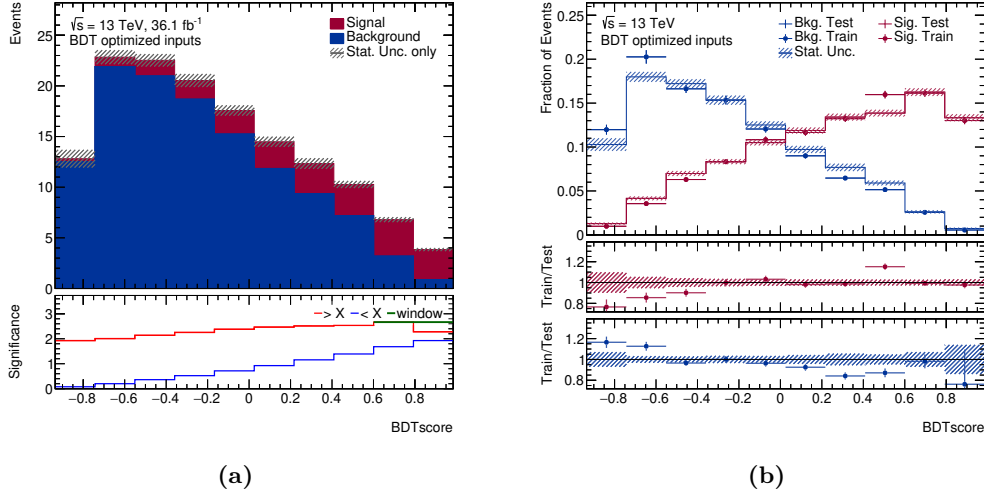 √s = 13 TeV, 36.1 fb⁻¹
BDT optimized inputs
Signal
Background
Stat. Unc. only
Events
25
20
15
10
5
0
> X < X window
Significance
3
2
1
0
−0.8 −0.6 −0.4 −0.2 0 0.2 0.4 0.6 0.8
BDTscore
(a)
√s = 13 TeV
BDT optimized inputs
Bkg. Test
Bkg. Train
Stat. Unc.
Sig. Test
Sig. Train
Fraction of Events
0.25
0.2
0.15
0.1
0.05
0
Train/Test
1.2
1
0.8
Train/Test
1.2
1
0.8
−0.8 −0.6 −0.4 −0.2 0 0.2 0.4 0.6 0.8
BDTscore
(b)